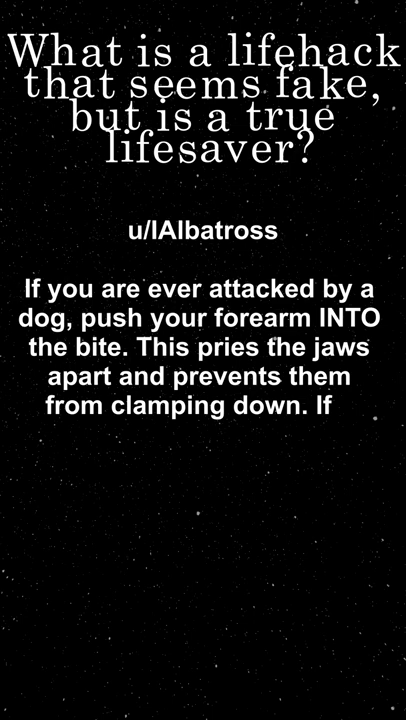 What is a lifehack
that seems fake,
but is a true
lifesaver?
u/IAlbatross
If you are ever attacked by a
dog, push your forearm INTO
the bite. This pries the jaws
apart and prevents them
from clamping down. If